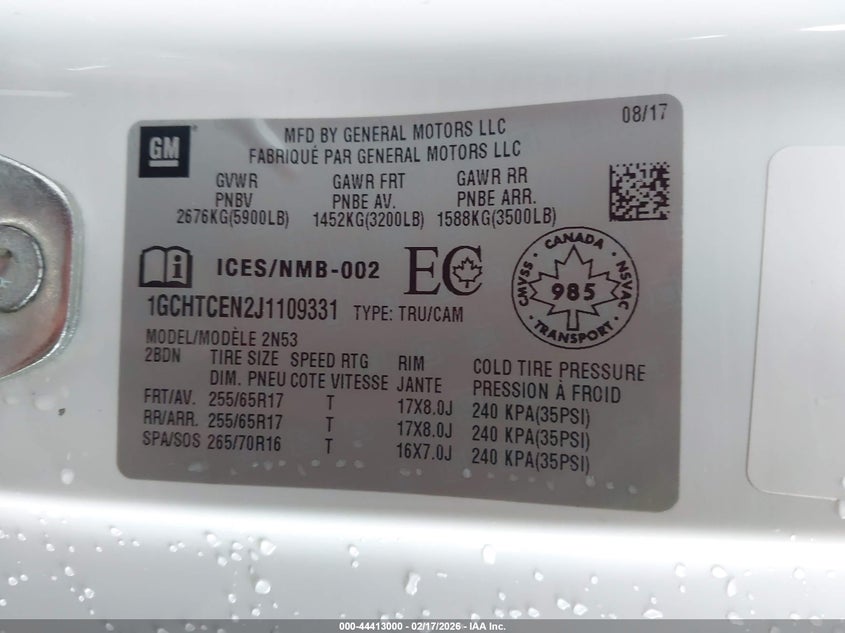 08/17
GM
MFD BY GENERAL MOTORS LLC
FABRIQUÉ PAR GENERAL MOTORS LLC
GVWR GAWR FRT GAWR RR
PNBV PNBE AV. PNBE ARR.
2676KG(5900LB) 1452KG(3200LB) 1588KG(3500LB)
ICES/NMB-002 EC
CANADA CMVSS NSVAC TRANSPORT
985
1GCHTCEN2J1109331 TYPE: TRU/CAM
MODEL/MODÈLE 2N53
2BDN TIRE SIZE SPEED RTG RIM COLD TIRE PRESSURE
DIM. PNEU COTE VITESSE JANTE PRESSION À FROID
FRT/AV. 255/65R17 T 17X8.0J 240 KPA(35PSI)
RR/ARR. 255/65R17 T 17X8.0J 240 KPA(35PSI)
SPA/SOS 265/70R16 T 16X7.0J 240 KPA(35PSI)
000-44413000 - 02/17/2026 - IAA Inc.